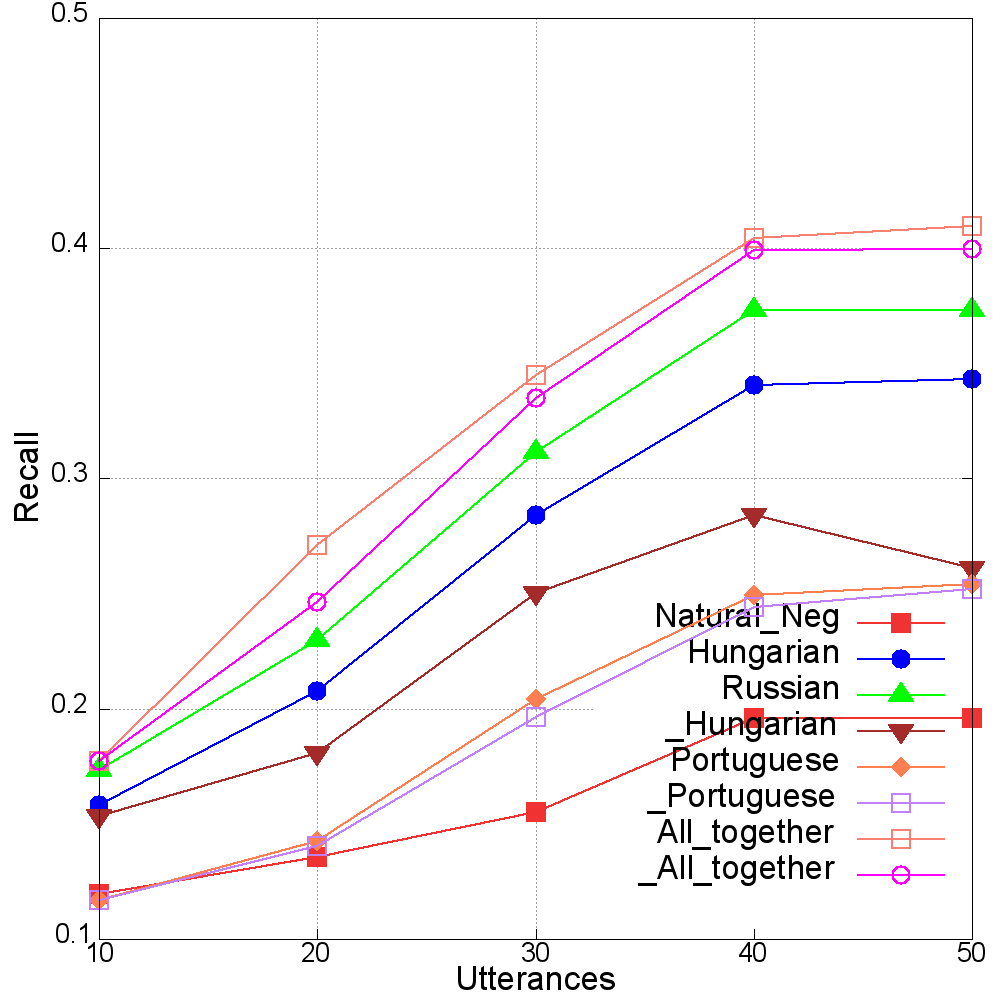 0.5
0.4
0.3
0.2
0.1
Recall
Natural_Neg
Hungarian
Russian
_Hungarian
Portuguese
_Portuguese
All_together
_All_together
10 20 30 40 50
Utterances